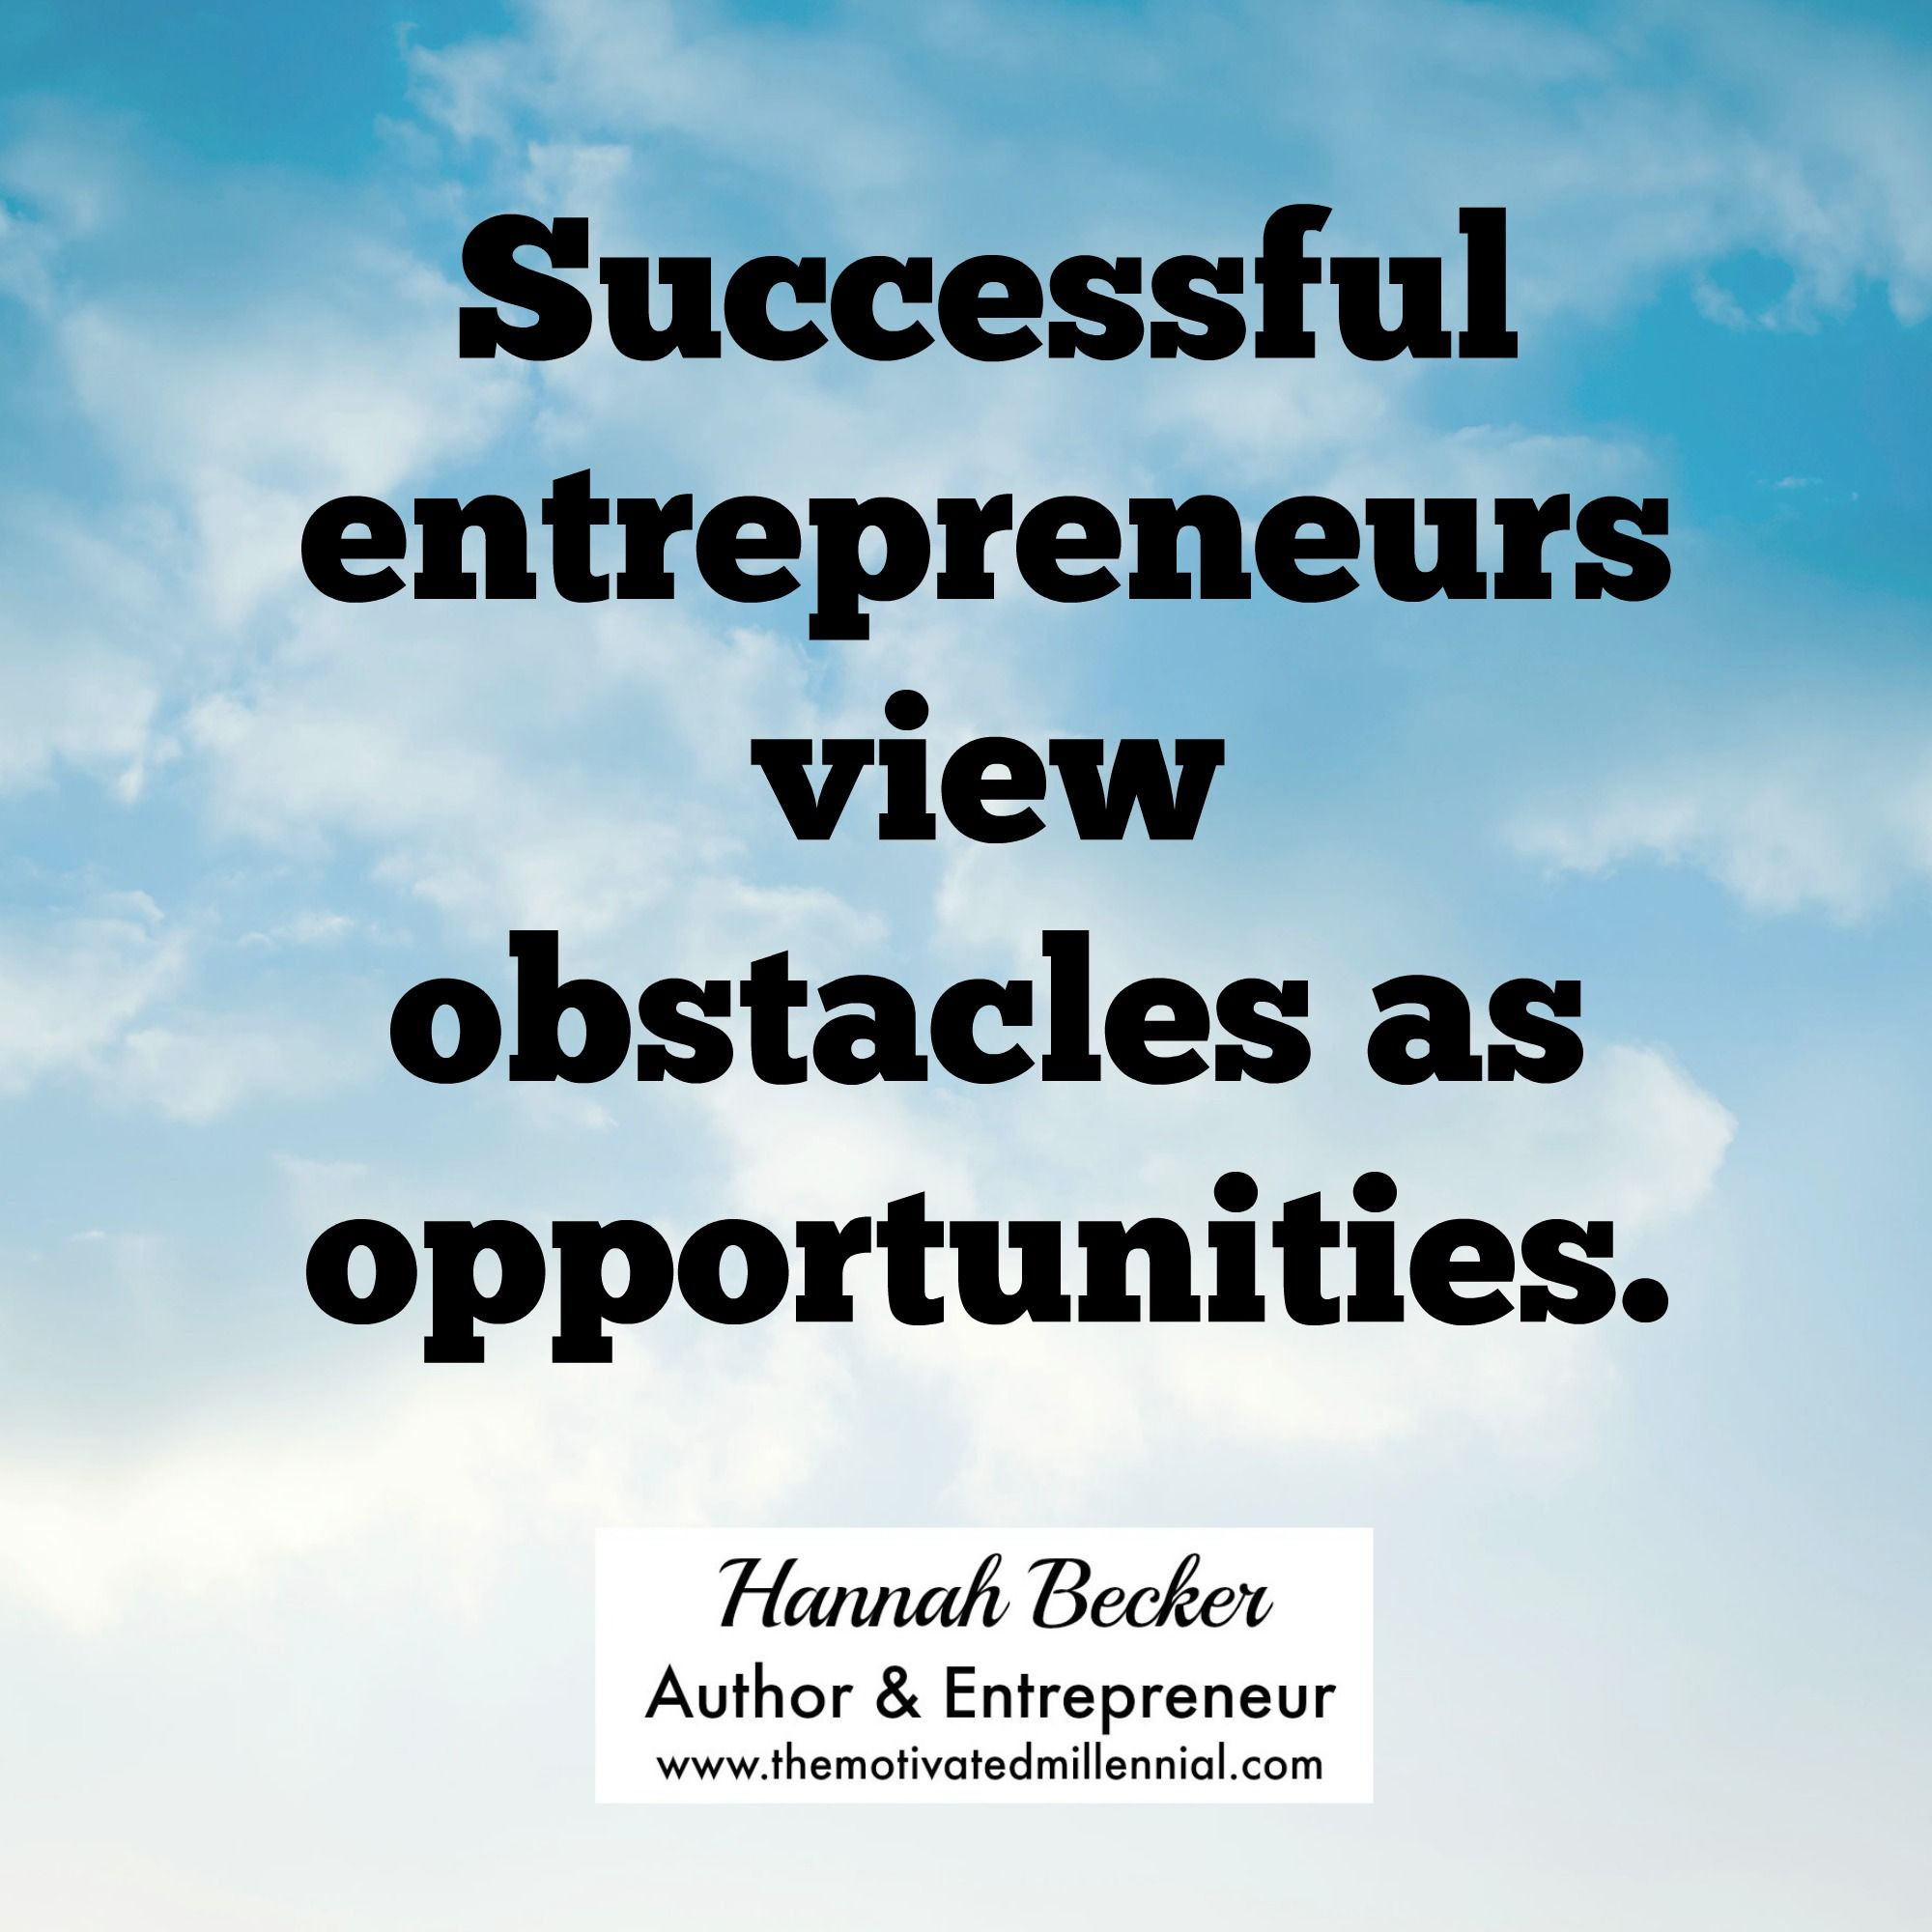 Successful
entrepreneurs
view
obstacles as
opportunities.
Hannah Becker
Author & Entrepreneur
www.themotivatedmillennial.com